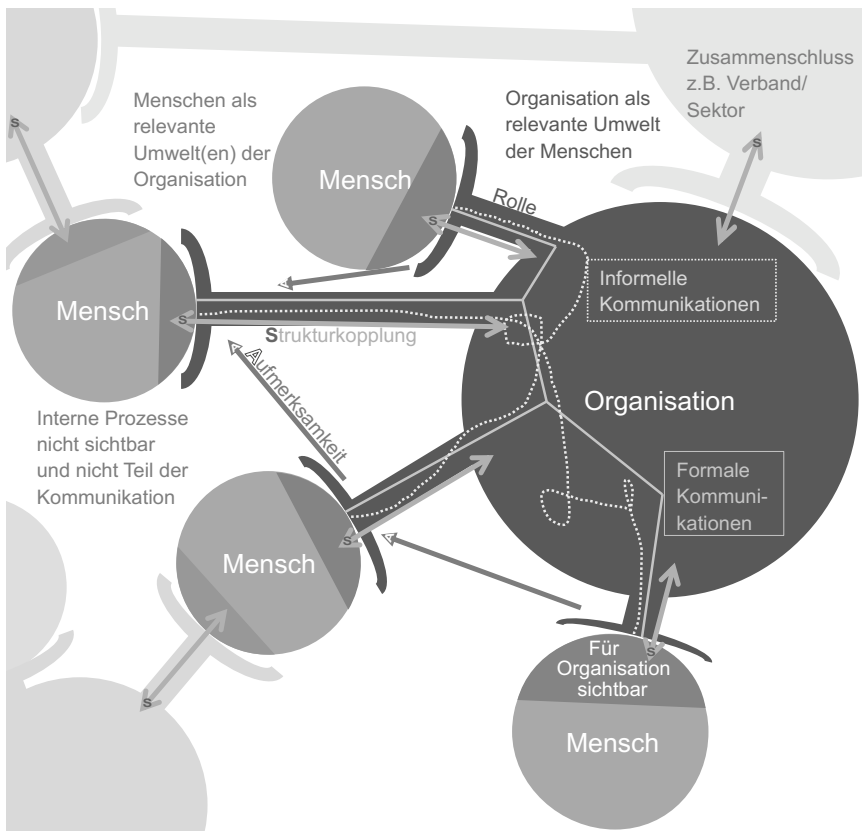 Zusammenschluss
z.B. Verband/
Sektor
Menschen als
relevante
Umwelt(en) der
Organisation
Organisation als
relevante Umwelt
der Menschen
S
S
Mensch
Rolle
S
Informelle
Kommunikationen
A
Mensch
S
Strukturkopplung
Aufmerksamkeit
Organisation
Interne Prozesse
nicht sichtbar
und nicht Teil der
Kommunikation
Formale
Kommuni-
kationen
S
A
Mensch
Für
Organisation
sichtbar
S
S
Mensch